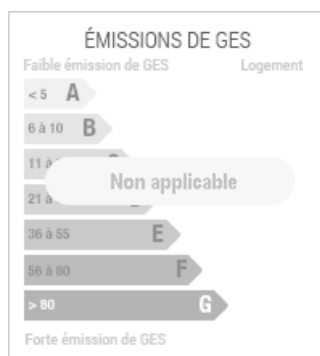 ÉMISSIONS DE GES
Faible émission de GES Logement
< 5 A
6 à 10 B
11 à
Non applicable
21 à
36 à 55 E
56 à 80 F
> 80 G
Forte émission de GES